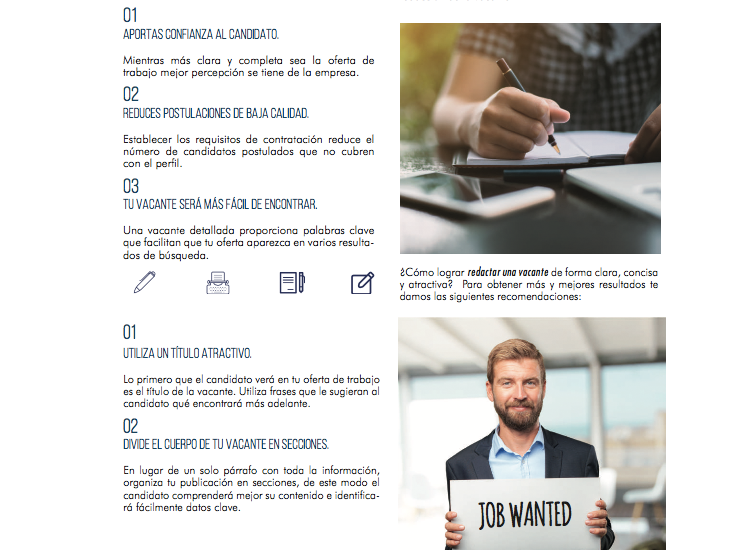 01
APORTAS CONFIANZA AL CANDIDATO.
Mientras más clara y completa sea la oferta de
trabajo mejor percepción se tiene de la empresa.
02
REDUCES POSTULACIONES DE BAJA CALIDAD.
Establecer los requisitos de contratación reduce el
número de candidatos postulados que no cubren
con el perfil.
03
TU VACANTE SERÁ MÁS FÁCIL DE ENCONTRAR.
Una vacante detallada proporciona palabras clave
que facilitan que tu oferta aparezca en varios resulta-
dos de búsqueda.
¿Cómo lograr redactar una vacante de forma clara, concisa
y atractiva? Para obtener más y mejores resultados te
damos las siguientes recomendaciones:
01
UTILIZA UN TÍTULO ATRACTIVO.
Lo primero que el candidato verá en tu oferta de trabajo
es el título de la vacante. Utiliza frases que le sugieran al
candidato qué encontrará más adelante.
02
DIVIDE EL CUERPO DE TU VACANTE EN SECCIONES.
En lugar de un solo párrafo con toda la información,
organiza tu publicación en secciones, de este modo el
candidato comprenderá mejor su contenido e identifica-
rá fácilmente datos clave.
JOB WANTED